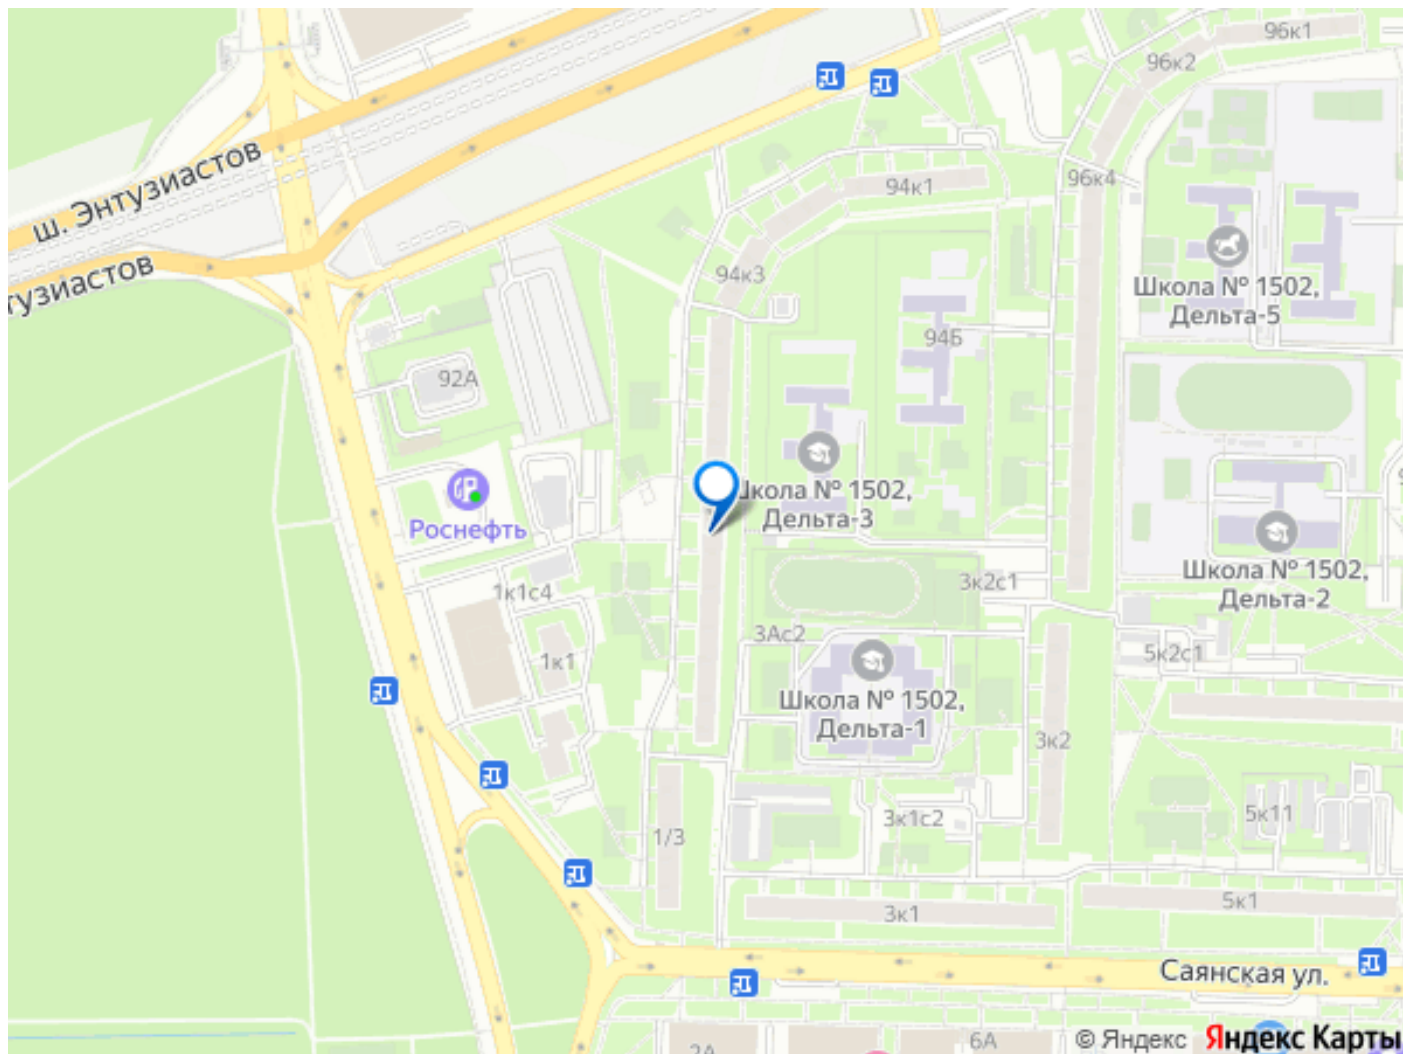 96к1
96к2
ш. Энтузиастов
94к1
96к4
тузиастов
94к3
Школа № 1502,
Дельта-5
94Б
92А
Школа № 1502,
Дельта-3
Роснефть
Школа № 1502,
Дельта-2
1к1с4
3к2с1
3Ас2
1к1
5к2с1
Школа № 1502,
Дельта-1
3к2
1/3
3к1с2
5к11
3к1
5к1
Саянская ул.
2А
6А
© Яндекс Яндекс Карты